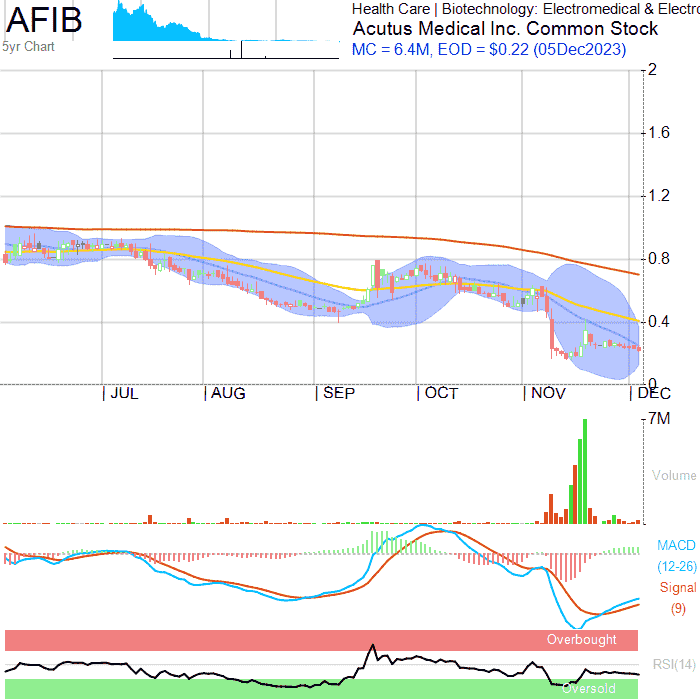 AFIB
5yr Chart
Health Care | Biotechnology: Electromedical & Electro
Acutus Medical Inc. Common Stock
MC = 6.4M, EOD = $0.22 (05Dec2023)
2
1.6
1.2
0.8
0.4
0
JUL AUG SEP OCT NOV DEC
7M
Volume
MACD
(12-26)
Signal
(9)
Overbought
RSI(14)
Oversold